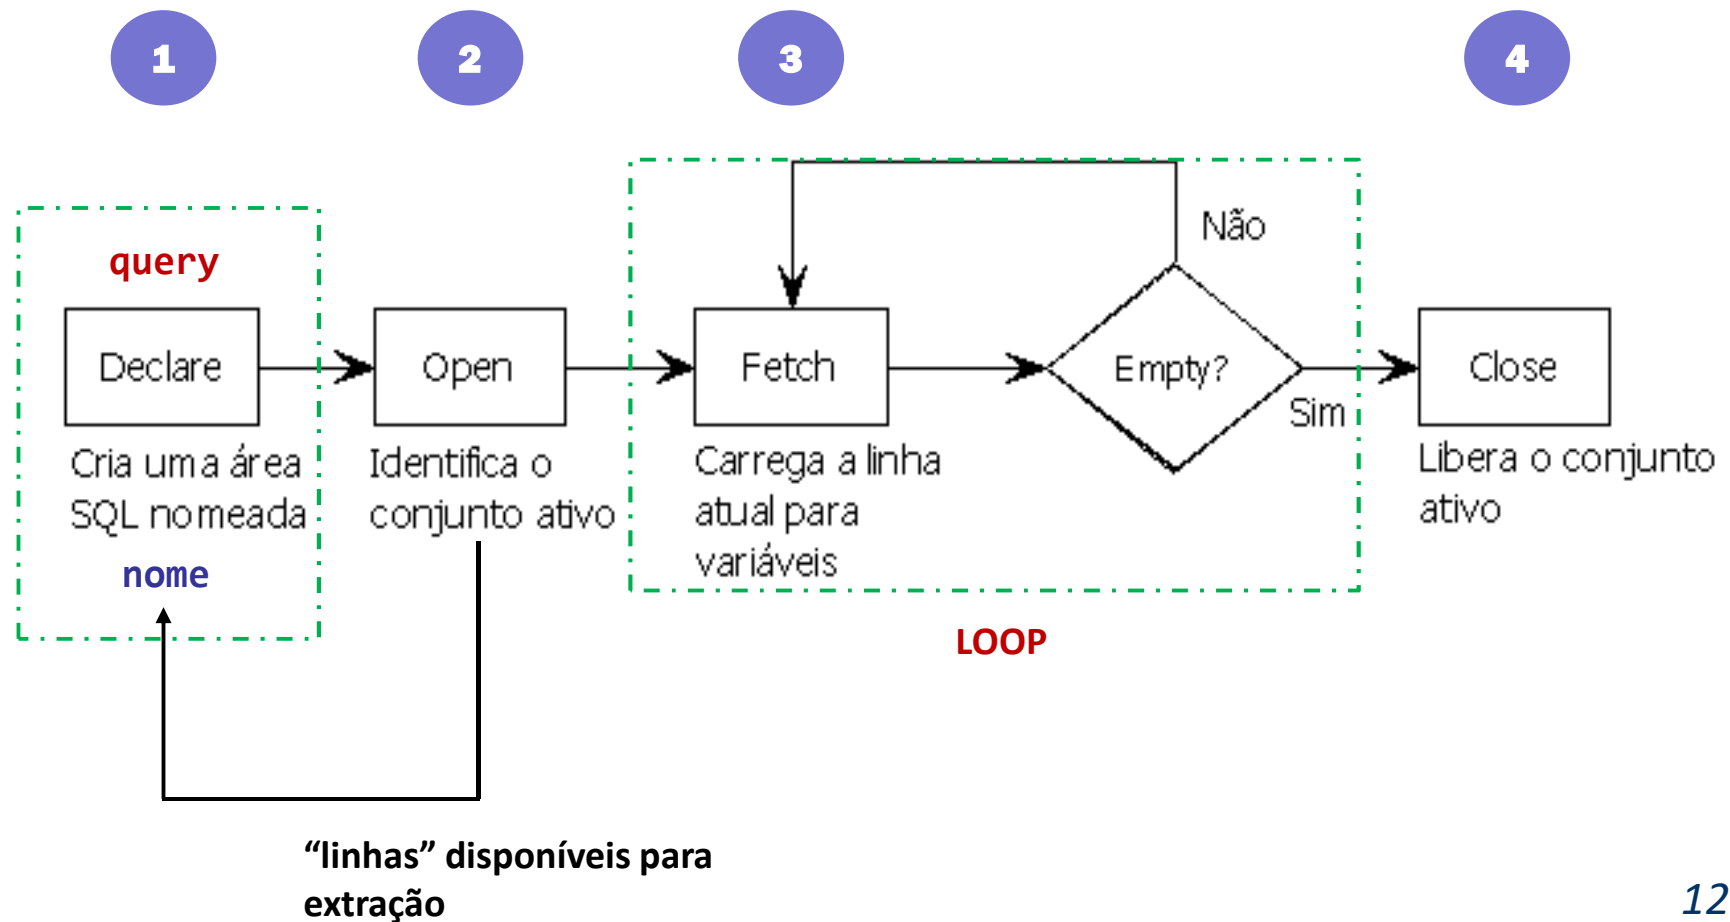 1
2
3
4
query
Declare
Cria uma área
SQL nomeada
nome
Open
Identifica o
conjunto ativo
Fetch
Carrega a linha
atual para
variáveis
Empty?
Não
Sim
Close
Libera o conjunto
ativo
LOOP
“linhas” disponíveis para
extração
12